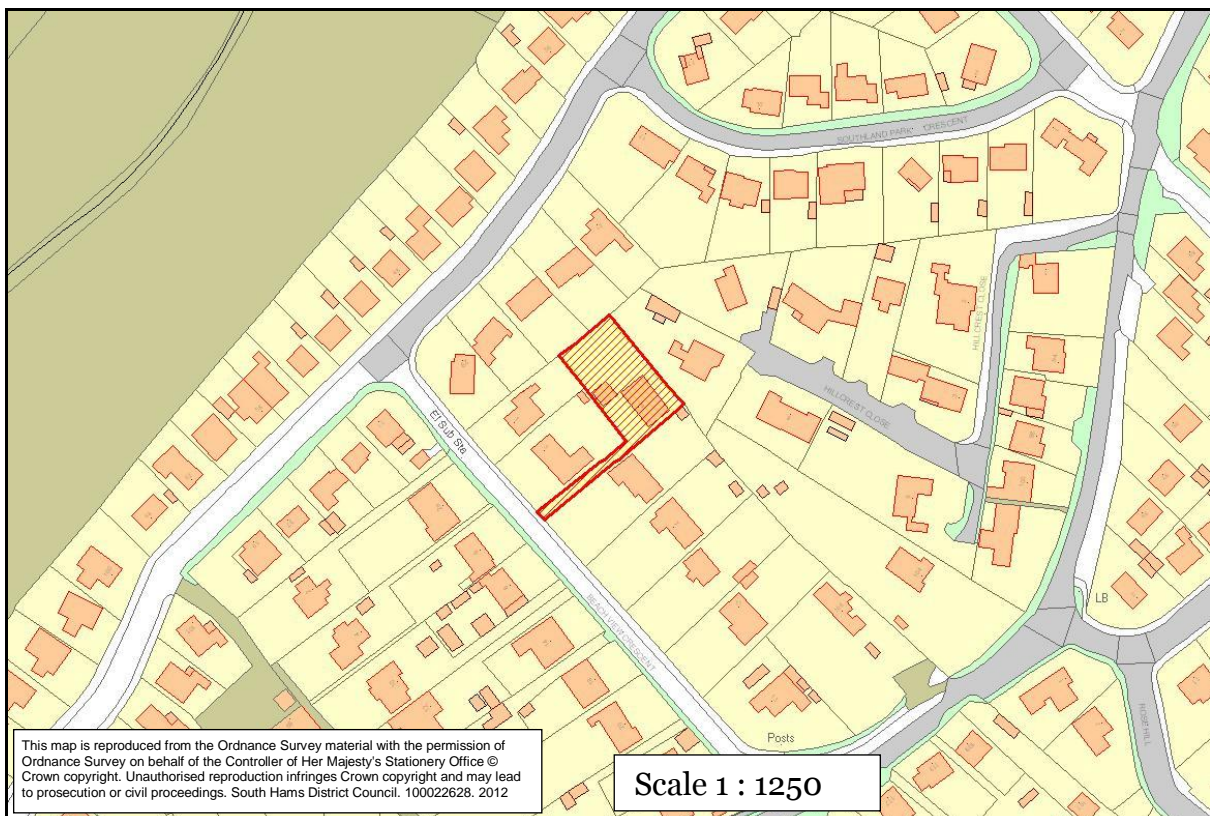 SOUTHLAND PARK CRESCENT
HILLCREST CLOSE
HILLCREST CLOSE
El Sub Sta
BEACH VIEW CRESCENT
LB
ROSE HILL
Posts
This map is reproduced from the Ordnance Survey material with the permission of
Ordnance Survey on behalf of the Controller of Her Majesty's Stationery Office ©
Crown copyright. Unauthorised reproduction infringes Crown copyright and may lead
to prosecution or civil proceedings. South Hams District Council. 100022628. 2012
Scale 1 : 1250